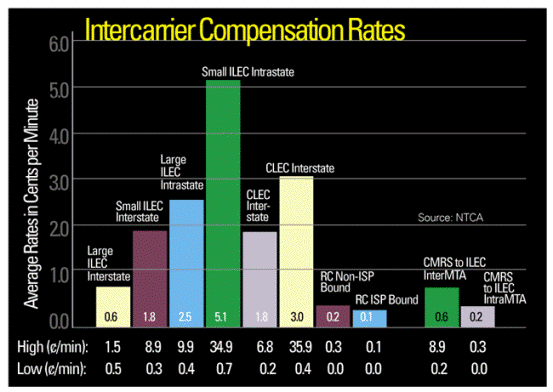 Intercarrier Compensation Rates
Average Rates in Cents per Minute
6.0
5.0
4.0
3.0
2.0
1.0
0.0
Large
ILEC
Interstate
0.6
Small ILEC
Interstate
1.8
Large
ILEC
Intrastate
2.5
Small ILEC Intrastate
5.1
CLEC
Inter-
state
1.8
CLEC Interstate
3.0
RC Non-ISP
Bound
0.2
RC ISP Bound
0.1
Source: NTCA
CMRS to ILEC
InterMTA
0.6
CMRS
to ILEC
IntraMTA
0.2
High (¢/min): 1.5 8.9 9.9 34.9 6.8 35.9 0.3 0.1 8.9 0.3
Low (¢/min): 0.5 0.3 0.4 0.7 0.2 0.4 0.0 0.0 0.2 0.0